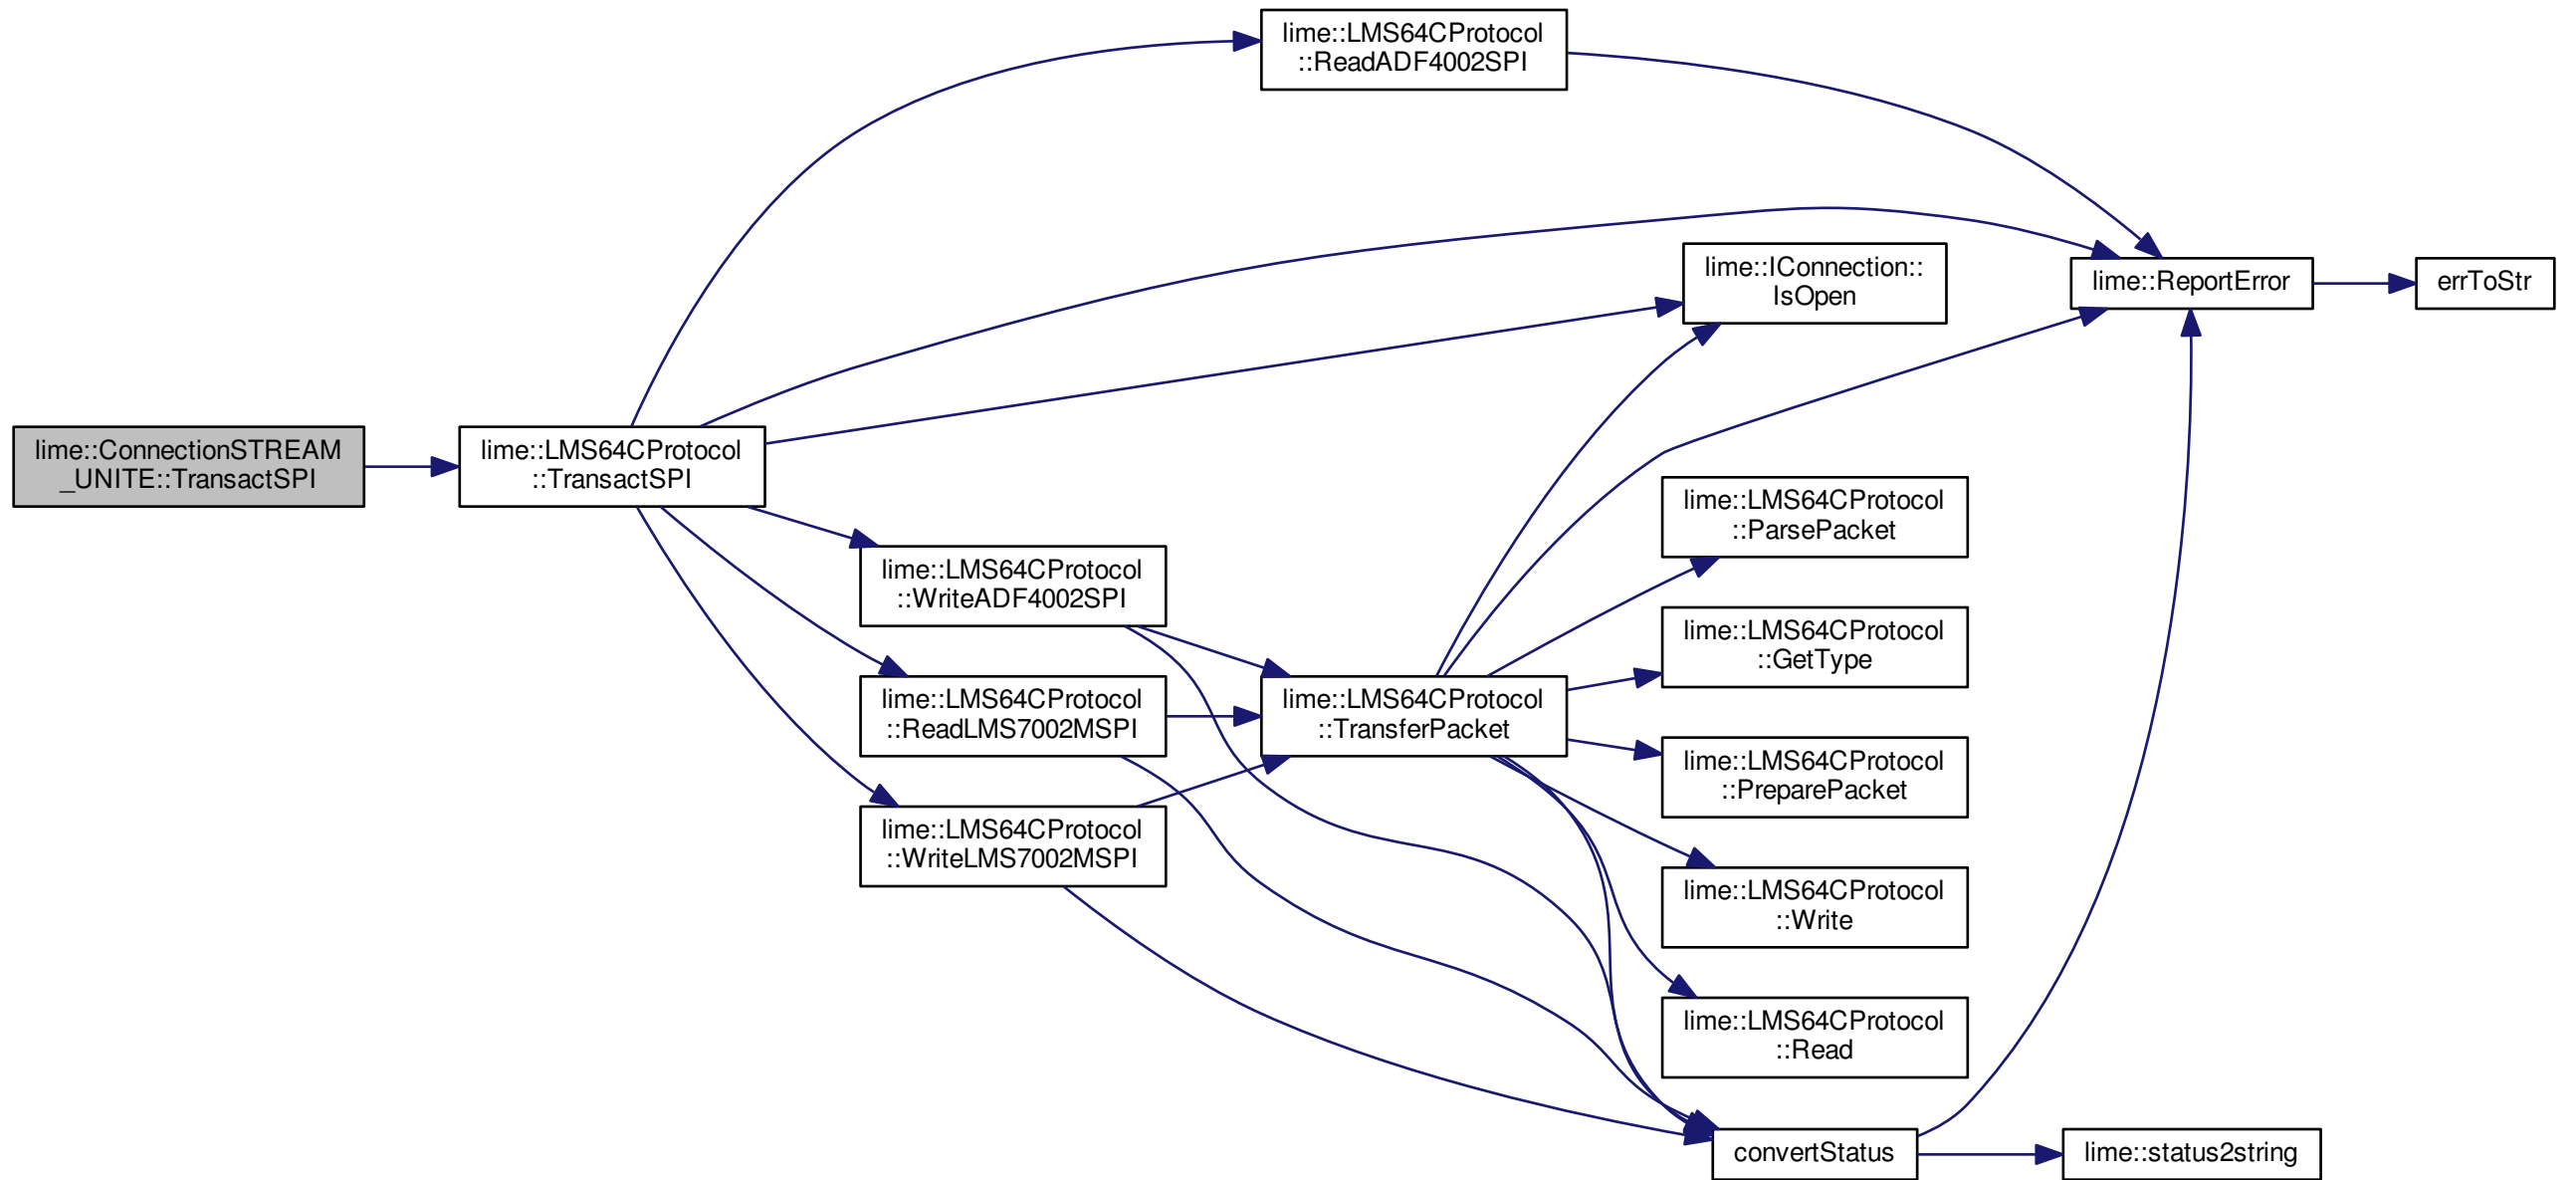 lime::LMS64CProtocol
::ReadADF4002SPI
lime::IConnection::
IsOpen
lime::ReportError
errToStr
lime::ConnectionSTREAM
_UNITE::TransactSPI
lime::LMS64CProtocol
::TransactSPI
lime::LMS64CProtocol
::ParsePacket
lime::LMS64CProtocol
::WriteADF4002SPI
lime::LMS64CProtocol
::GetType
lime::LMS64CProtocol
::ReadLMS7002MSPI
lime::LMS64CProtocol
::TransferPacket
lime::LMS64CProtocol
::PreparePacket
lime::LMS64CProtocol
::WriteLMS7002MSPI
lime::LMS64CProtocol
::Write
lime::LMS64CProtocol
::Read
convertStatus
lime::status2string